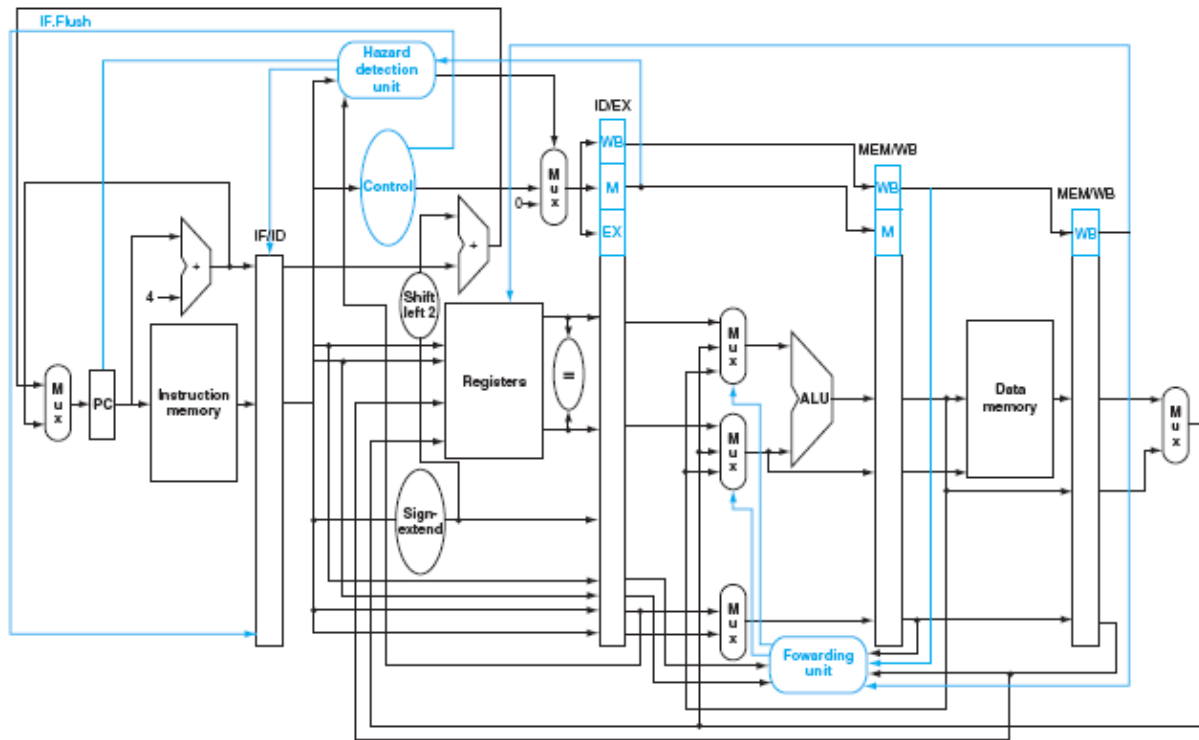 IF.Flush
Hazard
detection
unit
ID/EX
WB
MEM/WB
Control
M
u
x
M
WB
MEM/WB
0
EX
M
WB
IF/ID
+
+
4
Shift
left 2
M
u
x
PC
Instruction
memory
Registers
=
M
u
x
ALU
Data
memory
M
u
x
M
u
x
Sign-
extend
M
u
x
Fowarding
unit